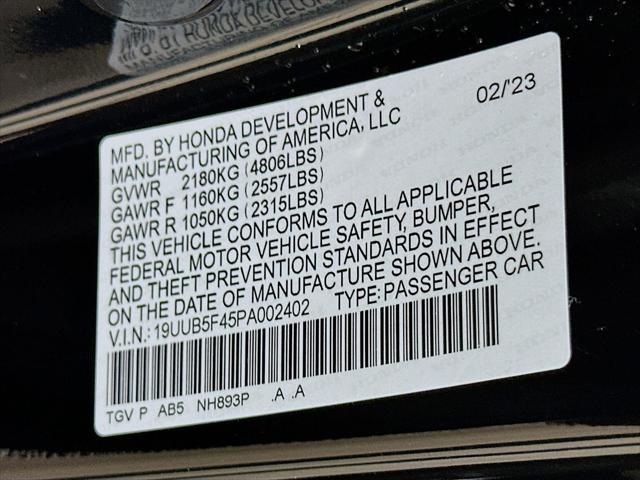 02/'23
MFD. BY HONDA DEVELOPMENT &
MANUFACTURING OF AMERICA, LLC
GVWR 2180KG (4806LBS)
GAWR F 1160KG (2557LBS)
GAWR R 1050KG (2315LBS)
THIS VEHICLE CONFORMS TO ALL APPLICABLE
FEDERAL MOTOR VEHICLE SAFETY, BUMPER,
AND THEFT PREVENTION STANDARDS IN EFFECT
ON THE DATE OF MANUFACTURE SHOWN ABOVE.
V.I.N.: 19UUB5F45PA002402 TYPE: PASSENGER CAR
TGV P AB5 NH893P .A .A